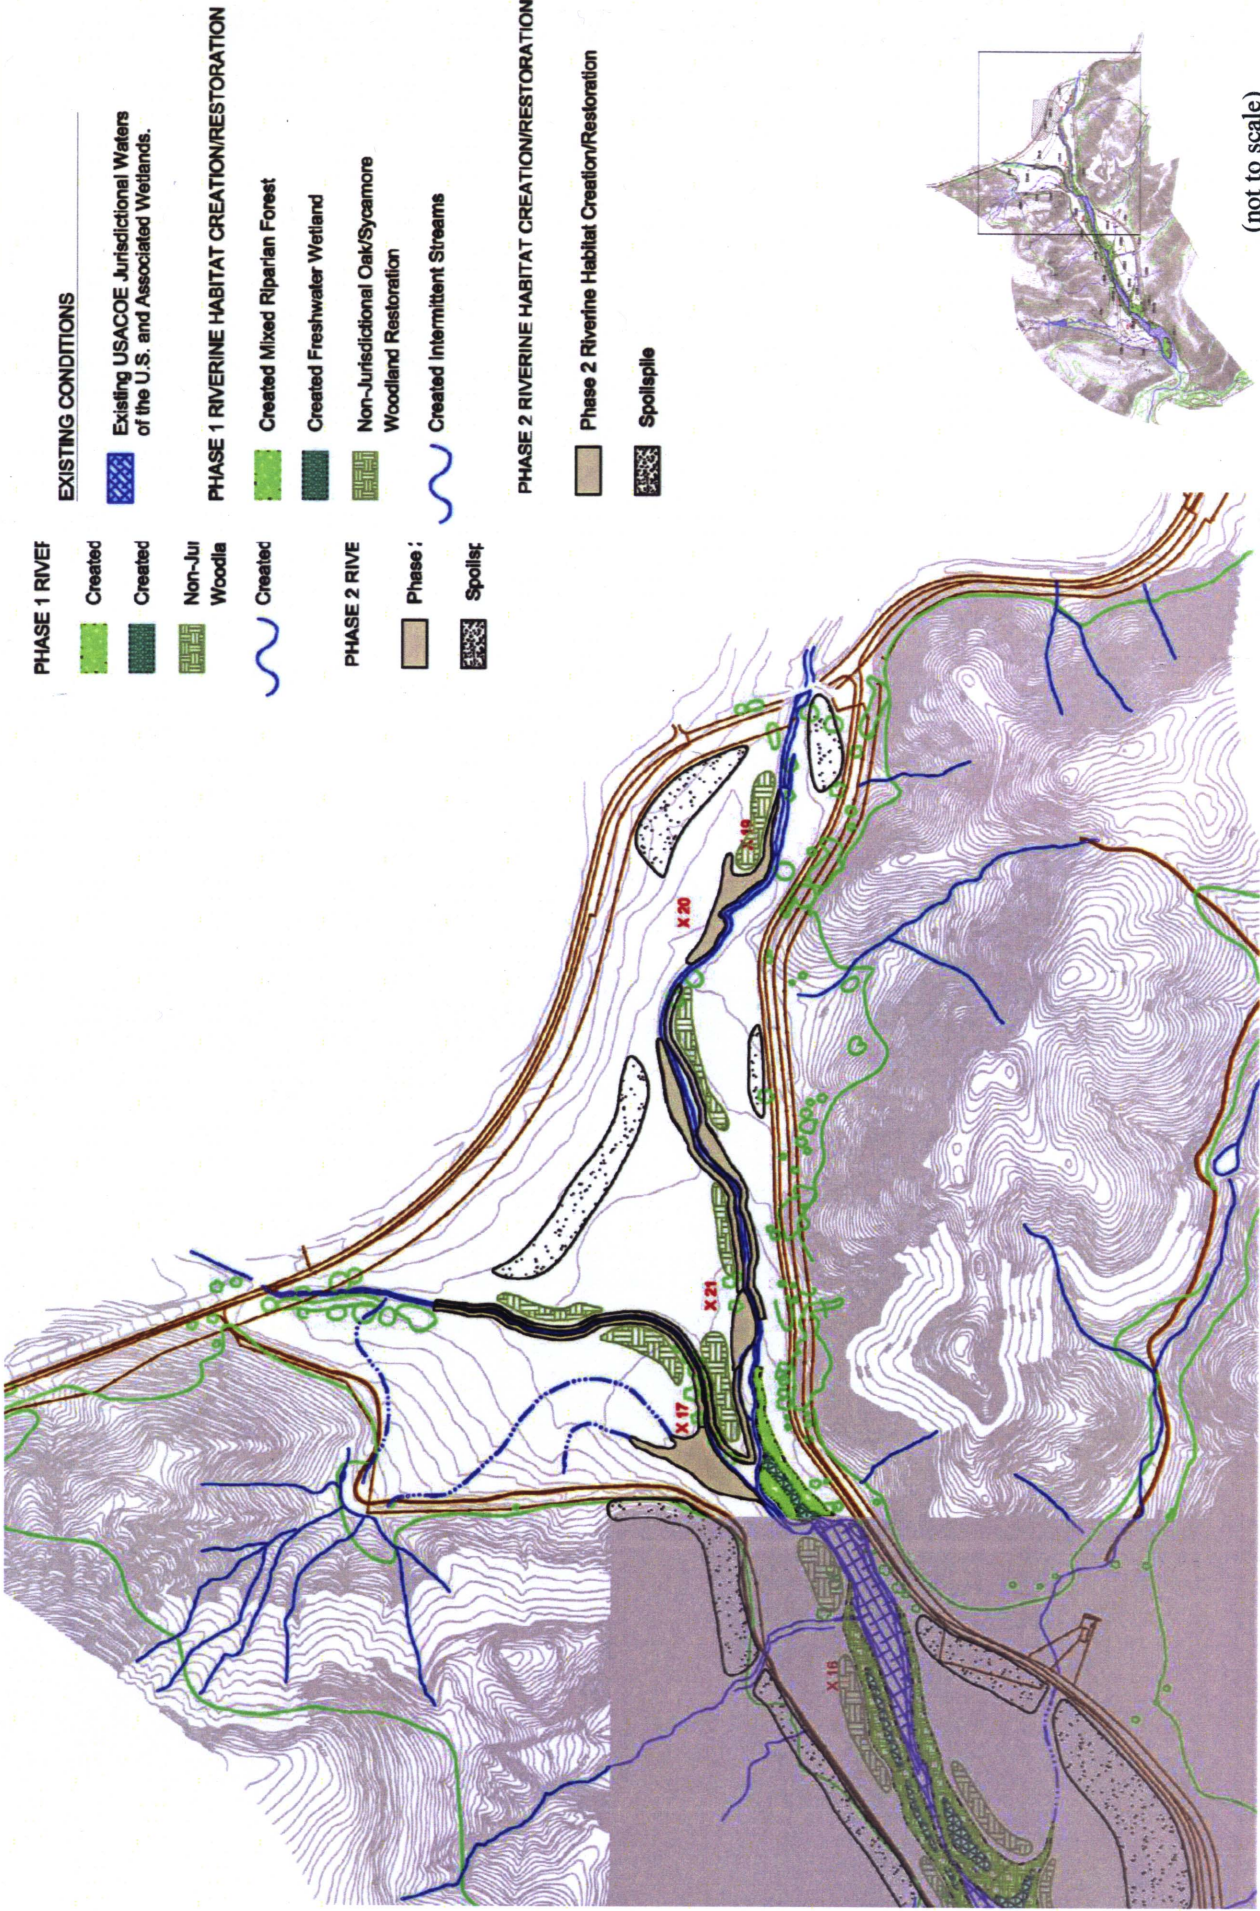 EXISTING CONDITIONS
Existing USACOE Jurisdictional Waters
of the U.S. and Associated Wetlands.
PHASE 1 RIVERINE HABITAT CREATION/RESTORATION
Created Mixed Riparian Forest
Created Freshwater Wetland
Non-Jurisdictional Oak/Sycamore
Woodland Restoration
Created Intermittent Streams
PHASE 2 RIVERINE HABITAT CREATION/RESTORATION
Phase 2 Riverine Habitat Creation/Restoration
Spoilspile
PHASE 1 RIVER
Created
Created
Non-Jur
Woodla
Created
PHASE 2 RIVE
Phase 2
Spoilsp
(not to scale)
X 19
X 20
X 21
X 17
X 16